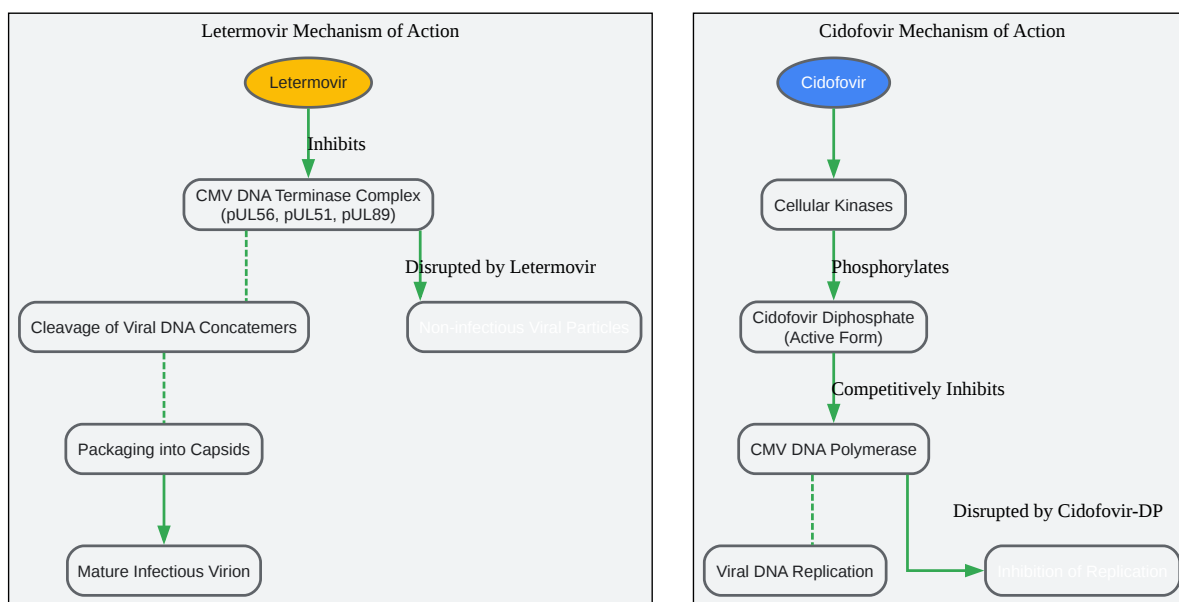 Letermovir Mechanism of Action
Letermovir
Inhibits
CMV DNA Terminase Complex
(pUL56, pUL51, pUL89)
Disrupted by Letermovir
Cleavage of Viral DNA Concatemers
Non-infectious Viral Particles
Packaging into Capsids
Mature Infectious Virion
Cidofovir Mechanism of Action
Cidofovir
Cellular Kinases
Phosphorylates
Cidofovir Diphosphate
(Active Form)
Competitively Inhibits
CMV DNA Polymerase
Disrupted by Cidofovir-DP
Viral DNA Replication
Inhibition of Replication